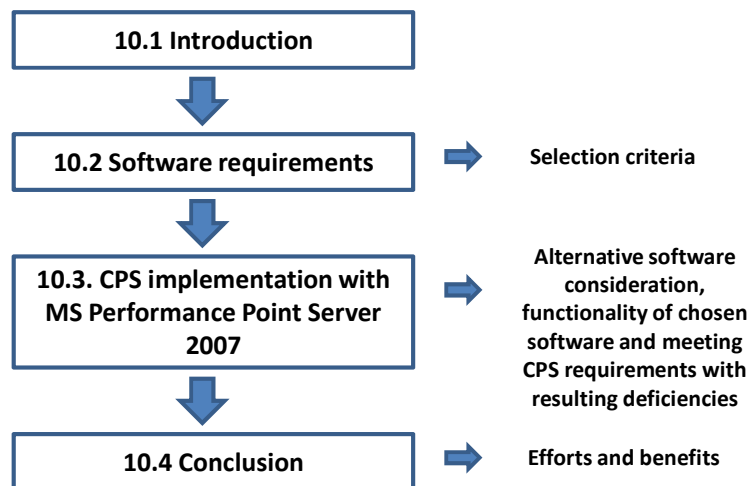 10.1 Introduction
10.2 Software requirements
Selection criteria
10.3. CPS implementation with
MS Performance Point Server
2007
Alternative software
consideration,
functionality of chosen
software and meeting
CPS requirements with
resulting deficiencies
10.4 Conclusion
Efforts and benefits